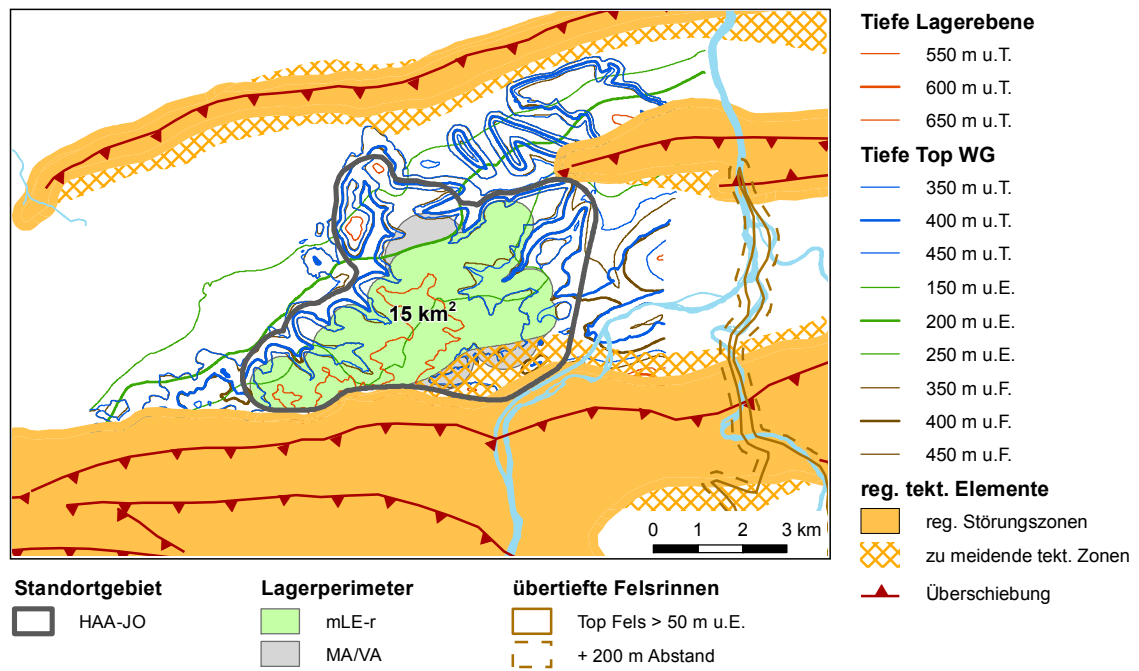 15 km²
0 1 2 3 km
Tiefe Lagerebene
550 m u.T.
600 m u.T.
650 m u.T.
Tiefe Top WG
350 m u.T.
400 m u.T.
450 m u.T.
150 m u.E.
200 m u.E.
250 m u.E.
350 m u.F.
400 m u.F.
450 m u.F.
reg. tekt. Elemente
reg. Störungszonen
zu meidende tekt. Zonen
Überschiebung
Standortgebiet
HAA-JO
Lagerperimeter
mLE-r
MA/VA
übertiefte Felsrinnen
Top Fels > 50 m u.E.
+ 200 m Abstand